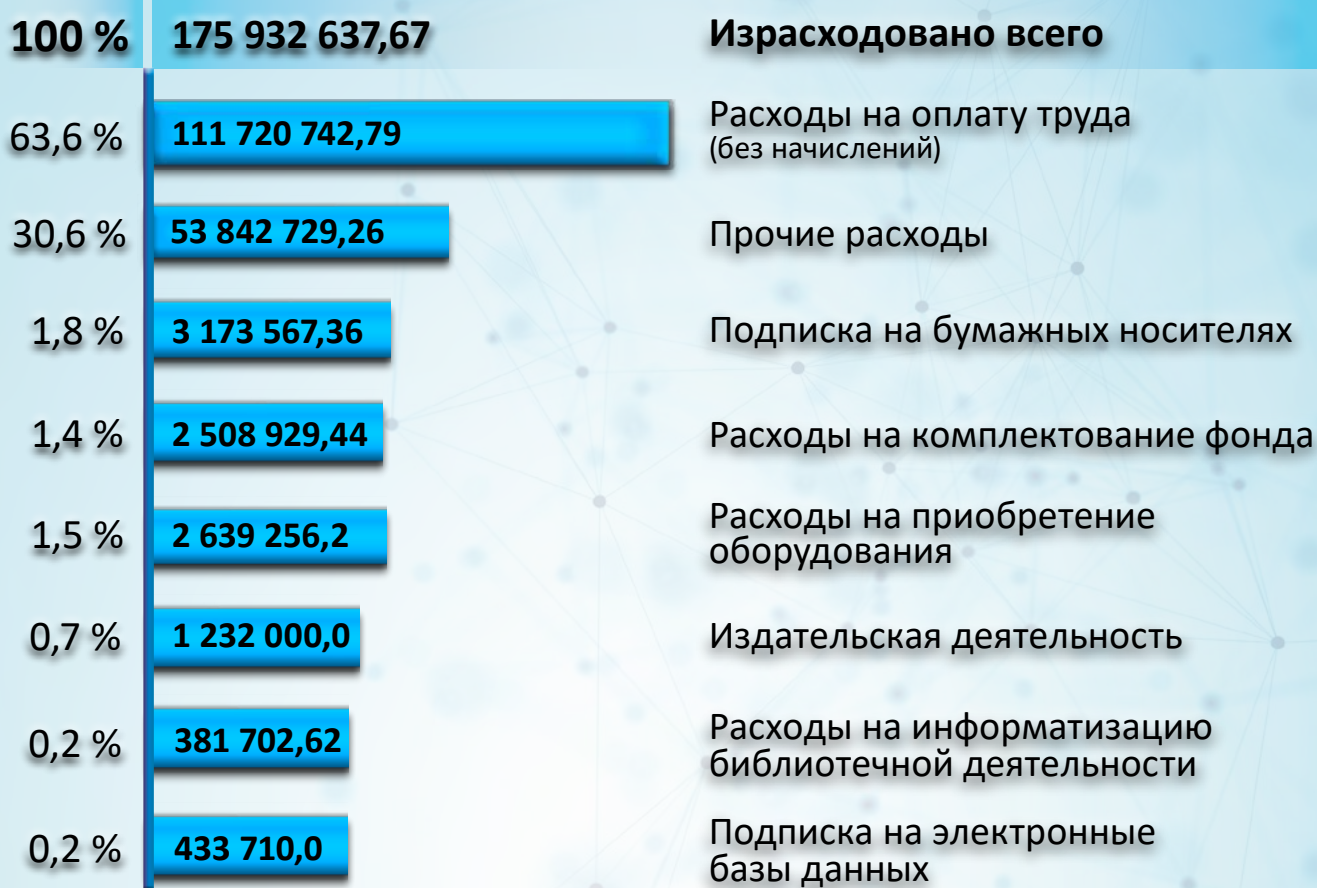 100 % 175 932 637,67 Израсходовано всего
63,6 % 111 720 742,79 Расходы на оплату труда
(без начислений)
30,6 % 53 842 729,26 Прочие расходы
1,8 % 3 173 567,36 Подписка на бумажных носителях
1,4 % 2 508 929,44 Расходы на комплектование фонда
1,5 % 2 639 256,2 Расходы на приобретение
оборудования
0,7 % 1 232 000,0 Издательская деятельность
0,2 % 381 702,62 Расходы на информатизацию
библиотечной деятельности
0,2 % 433 710,0 Подписка на электронные
базы данных